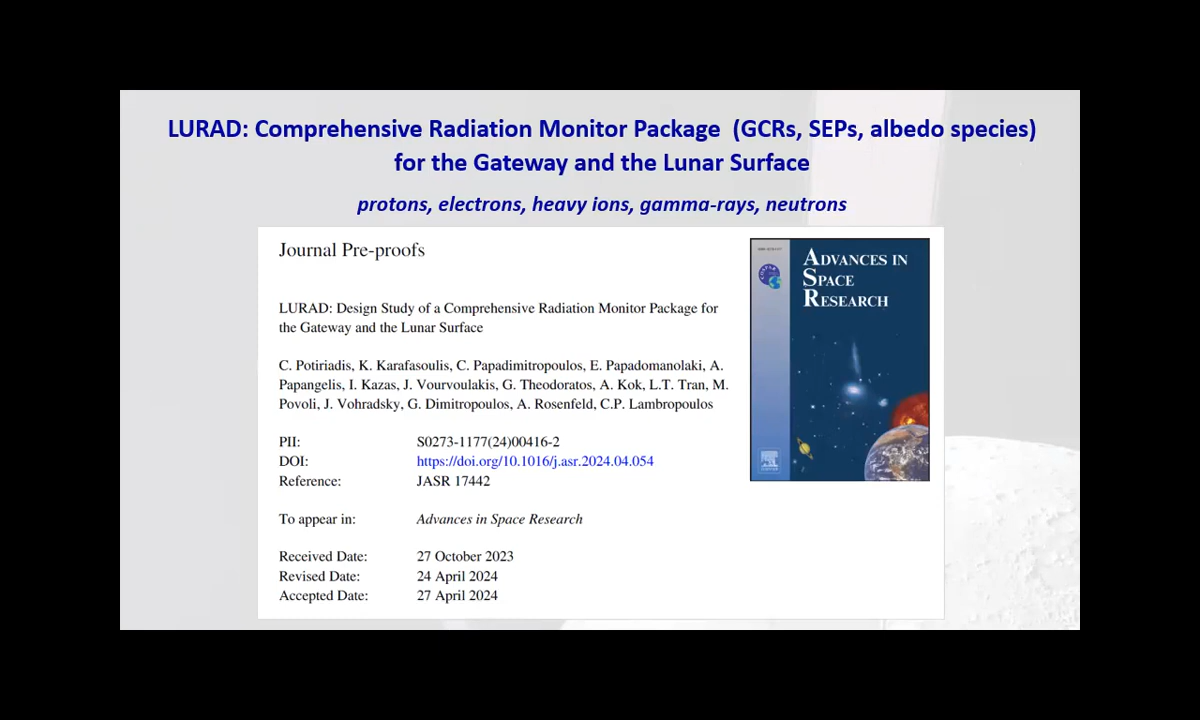 LURAD: Comprehensive Radiation Monitor Package (GCRs, SEPs, albedo species)
for the Gateway and the Lunar Surface
protons, electrons, heavy ions, gamma-rays, neutrons
Journal Pre-proofs
LURAD: Design Study of a Comprehensive Radiation Monitor Package for
the Gateway and the Lunar Surface
C. Potiriadis, K. Karafasoulis, C. Papadimitropoulos, E. Papadomanolaki, A.
Papangelis, I. Kazas, J. Vourvoulakis, G. Theodoratos, A. Kok, L.T. Tran, M.
Povoli, J. Vohradsky, G. Dimitropoulos, A. Rosenfeld, C.P. Lambropoulos
PII: S0273-1177(24)00416-2
DOI: https://doi.org/10.1016/j.asr.2024.04.054
Reference: JASR 17442
To appear in: Advances in Space Research
Received Date: 27 October 2023
Revised Date: 24 April 2024
Accepted Date: 27 April 2024
ADVANCES IN
SPACE
RESEARCH